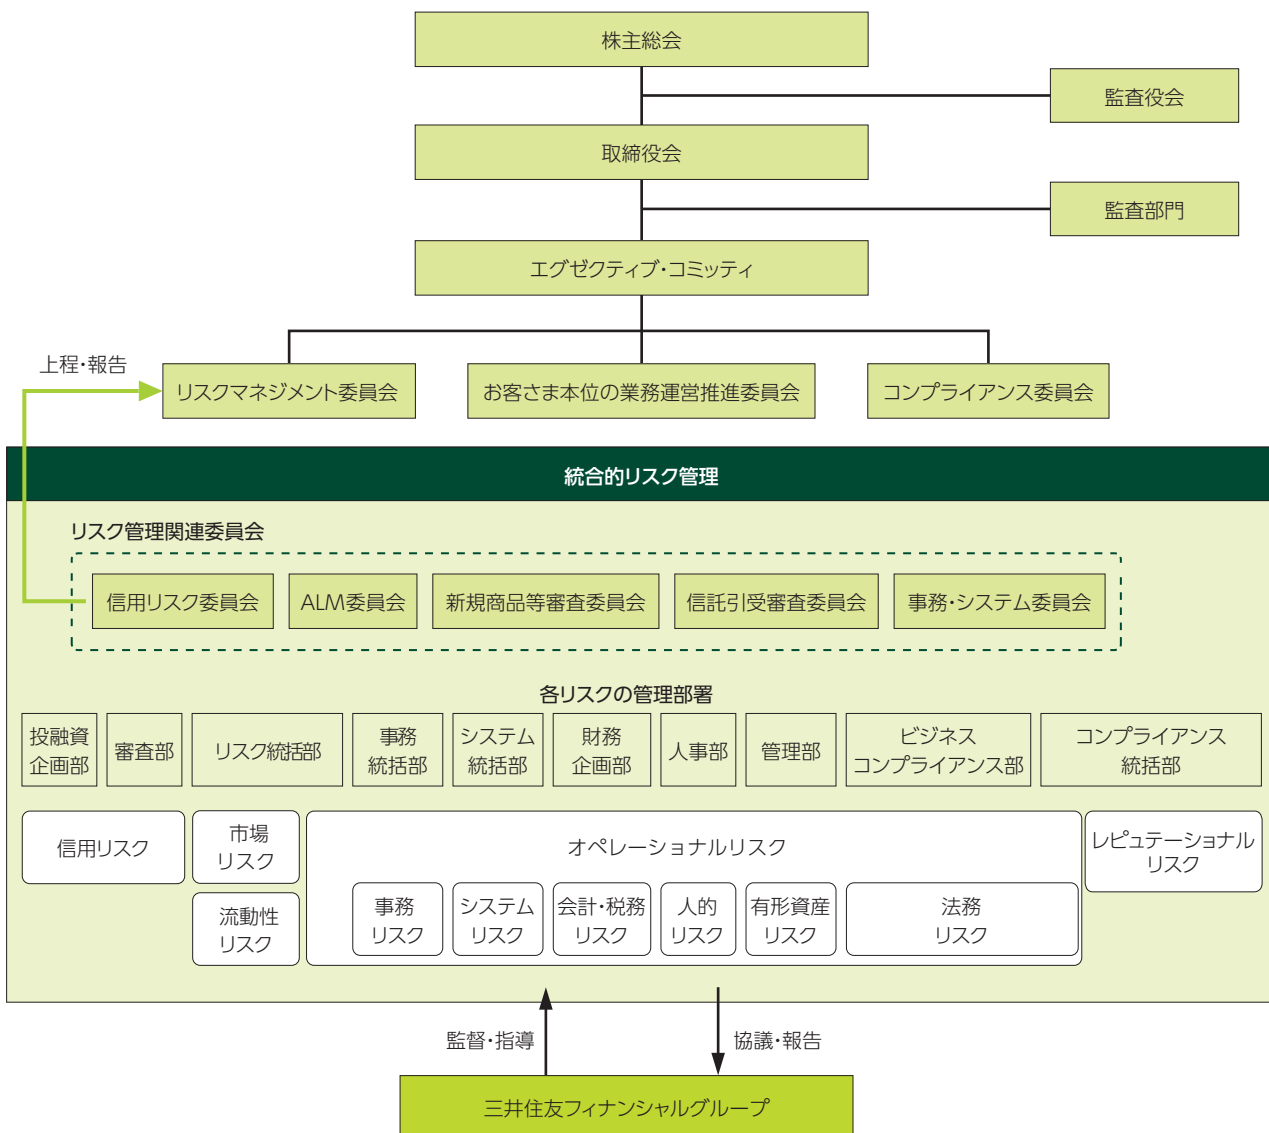 株主総会
監査役会
取締役会
監査部門
エグゼクティブ・コミッティ
上程・報告
リスクマネジメント委員会
お客さま本位の業務運営推進委員会
コンプライアンス委員会
統合的リスク管理
リスク管理関連委員会
信用リスク委員会
ALM委員会
新規商品等審査委員会
信託引受審査委員会
事務・システム委員会
各リスクの管理部署
投融資
企画部
審査部
リスク統括部
事務
統括部
システム
統括部
財務
企画部
人事部
管理部
ビジネス
コンプライアンス部
コンプライアンス
統括部
信用リスク
市場
リスク
流動性
リスク
オペレーショナルリスク
事務
リスク
システム
リスク
会計・税務
リスク
人的
リスク
有形資産
リスク
法務
リスク
レピュテーショナル
リスク
監督・指導
協議・報告
三井住友フィナンシャルグループ